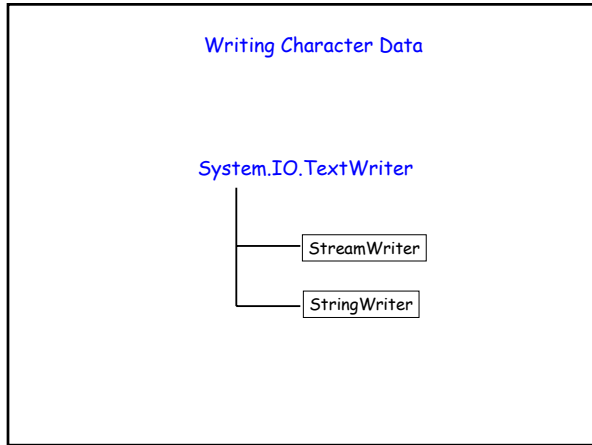 Writing Character Data
System.IO.TextWriter
StreamWriter
StringWriter